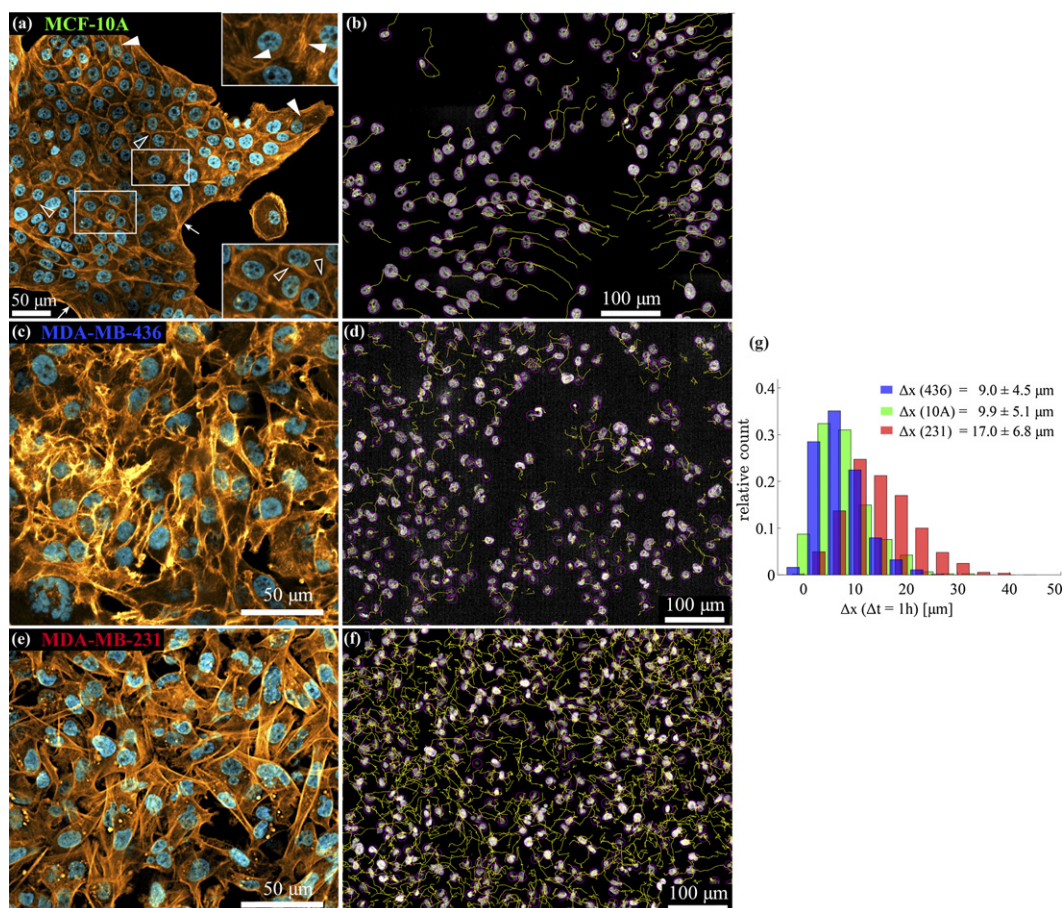 (a) MCF-10A
50 μm
(b)
100 μm
(c) MDA-MB-436
50 μm
(d)
100 μm
(e) MDA-MB-231
50 μm
(f)
100 μm
(g)
0.4
0.3
0.2
0.1
0
relative count
Δx (436) = 9.0 ± 4.5 μm
Δx (10A) = 9.9 ± 5.1 μm
Δx (231) = 17.0 ± 6.8 μm
0 10 20 30 40 50
Δx (Δt = 1h) [μm]